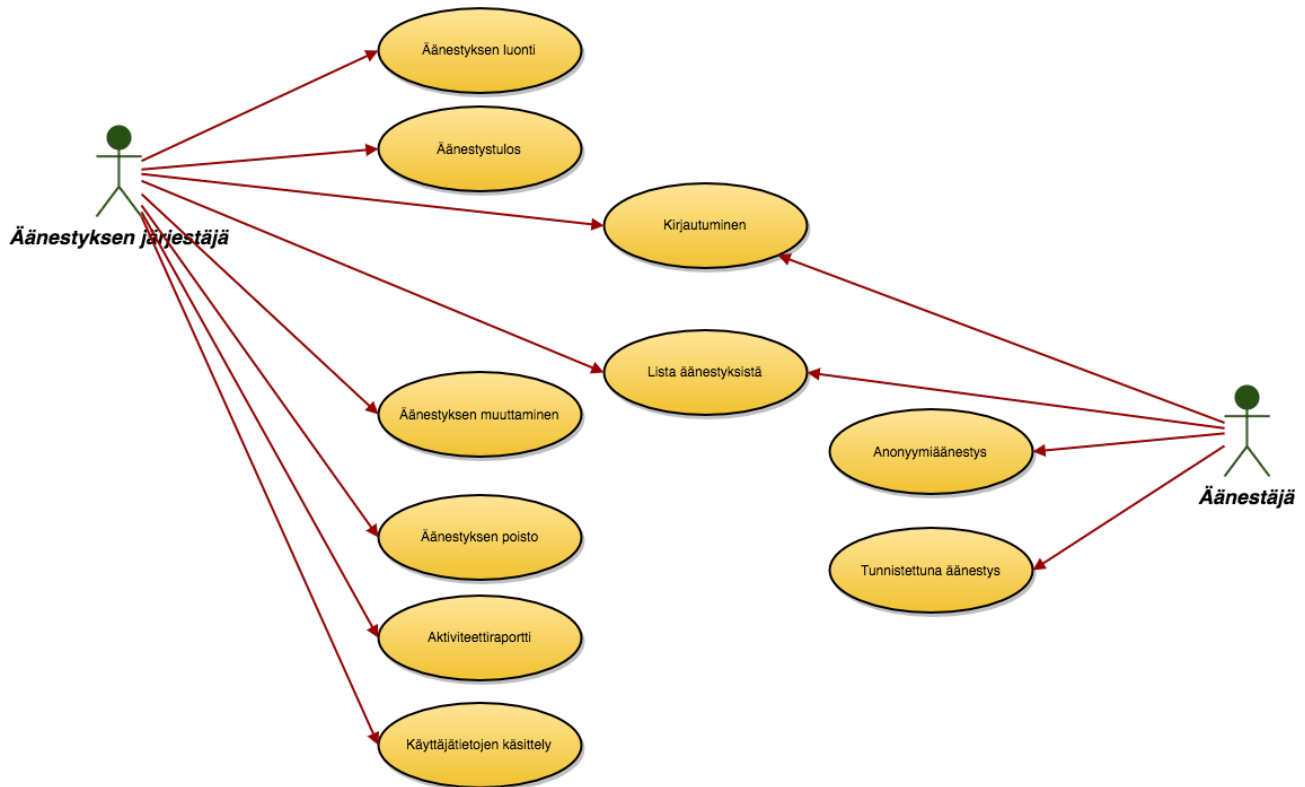 Äänestyksen luonti
Äänestystulos
Äänestyksen järjestäjä
Kirjautuminen
Lista äänestyksistä
Äänestyksen muuttaminen
Anonyymiäänestys
Äänestäjä
Äänestyksen poisto
Tunnistettuna äänestys
Aktiviteettiraportti
Käyttäjätietojen käsittely